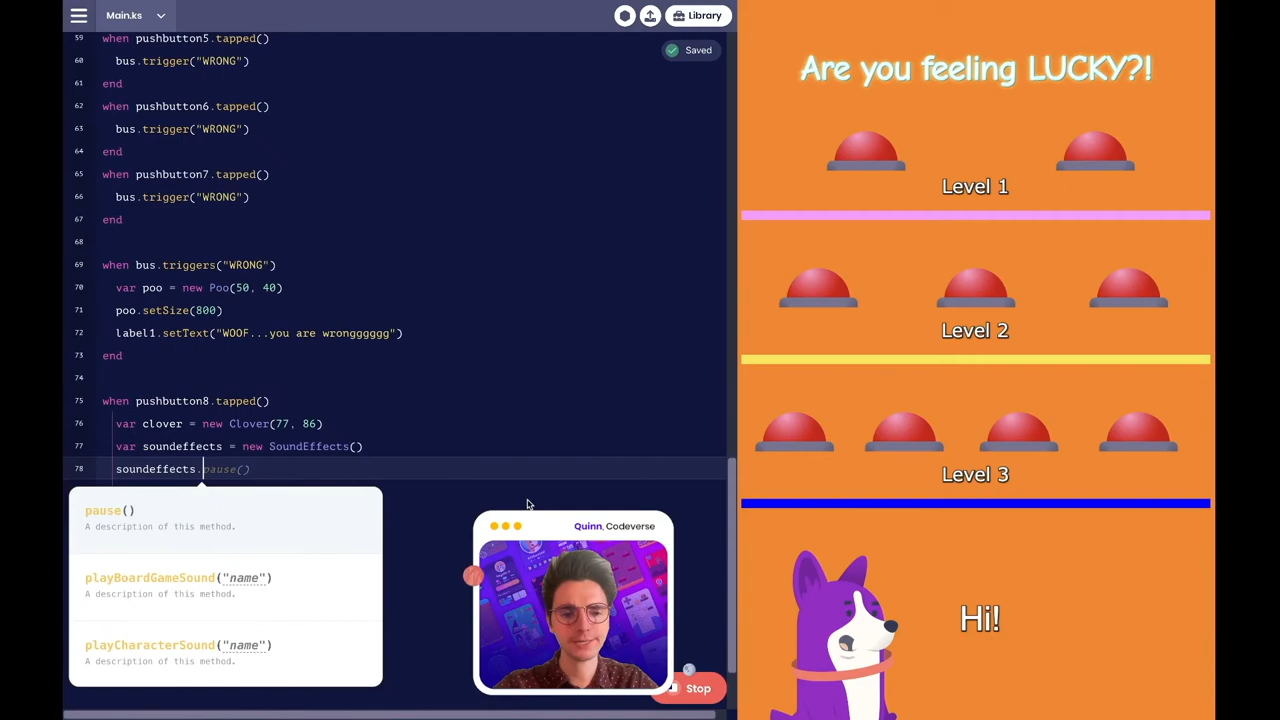 Main.ks
Library
Saved
59 when pushbutton5.tapped()
60 bus.trigger("WRONG")
61 end
62 when pushbutton6.tapped()
63 bus.trigger("WRONG")
64 end
65 when pushbutton7.tapped()
66 bus.trigger("WRONG")
67 end
68
69 when bus.triggers("WRONG")
70 var poo = new Poo(50, 40)
71 poo.setSize(800)
72 label1.setText("WOOF...you are wrongggggg")
73 end
74
75 when pushbutton8.tapped()
76 var clover = new Clover(77, 86)
77 var soundeffects = new SoundEffects()
78 soundeffects.pause()
pause()
A description of this method.
playBoardGameSound("name")
A description of this method.
playCharacterSound("name")
A description of this method.
Quinn, Codeverse
Stop
Are you feeling LUCKY?!
Level 1
Level 2
Level 3
Hi!